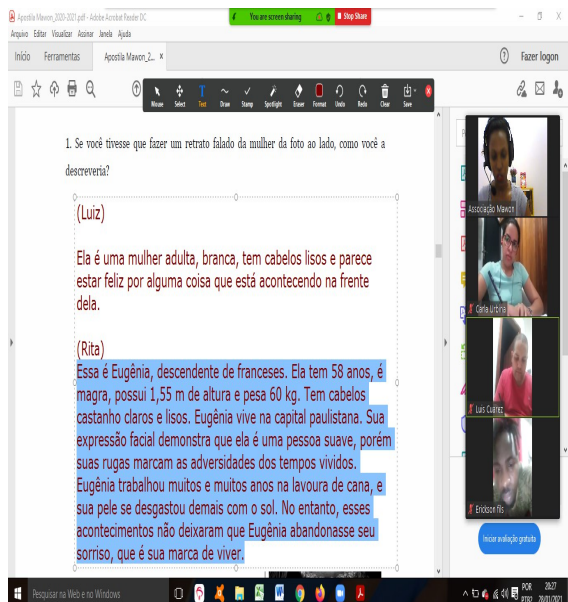 Apostila Mawon_2020-2021.pdf - Adobe Acrobat Reader DC
You are screen sharing
Stop Share
Arquivo Editar Visualizar Assinar Janela Ajuda
Início Ferramentas Apostila Mawon_2... ×
Fazer logon
Mouse Select Text Draw Stamp Spotlight Eraser Format Undo Redo Clear Save
1. Se você tivesse que fazer um retrato falado da mulher da foto ao lado, como você a
descreveria?
(Luiz)
Ela é uma mulher adulta, branca, tem cabelos lisos e parece
estar feliz por alguma coisa que está acontecendo na frente
dela.
(Rita)
Essa é Eugênia, descendente de franceses. Ela tem 58 anos, é
magra, possui 1,55 m de altura e pesa 60 kg. Tem cabelos
castanho claros e lisos. Eugênia vive na capital paulistana. Sua
expressão facial demonstra que ela é uma pessoa suave, porém
suas rugas marcam as adversidades dos tempos vividos.
Eugênia trabalhou muitos e muitos anos na lavoura de cana, e
sua pele se desgastou demais com o sol. No entanto, esses
acontecimentos não deixaram que Eugênia abandonasse seu
sorriso, que é sua marca de viver.
Associação Mawon
Carla Urbina
Luis Cuarez
Erickson fils
Iniciar avaliação gratuita
Pesquisar na Web e no Windows
POR
20:27
PTB2
28/01/2021